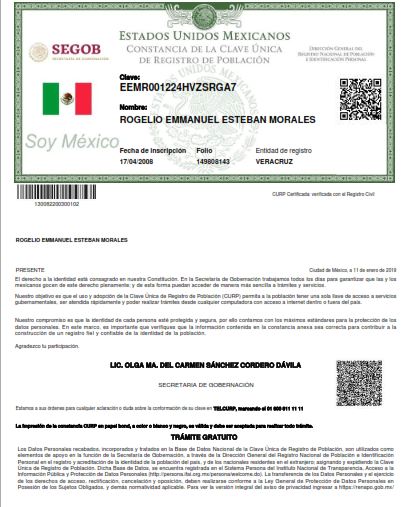 ESTADOS UNIDOS MEXICANOS
CONSTANCIA DE LA CLAVE ÚNICA
DE REGISTRO DE POBLACIÓN
SEGOB
SECRETARÍA DE GOBERNACIÓN
DIRECCIÓN GENERAL DEL
REGISTRO NACIONAL DE POBLACIÓN
E IDENTIFICACIÓN PERSONAL
Clave:
EEMR001224HVZSRGA7
Nombre:
ROGELIO EMMANUEL ESTEBAN MORALES
Soy México
Fecha de inscripción Folio Entidad de registro
17/04/2008 149808143 VERACRUZ
120082200300102
CURP Certificada: verificada con el Registro Civil
ROGELIO EMMANUEL ESTEBAN MORALES
PRESENTE Ciudad de México, a 11 de enero de 2019
El derecho a la identidad está consagrado en nuestra Constitución. En la Secretaría de Gobernación trabajamos todos los días para garantizar que las y los
mexicanos gocen de este derecho plenamente; y de esta forma puedan acceder de manera más sencilla a trámites y servicios.
Nuestro objetivo es que el uso y adopción de la Clave Única de Registro de Población (CURP) permita a la población tener una sola llave de acceso a servicios
gubernamentales, ser atendida rápidamente y poder realizar trámites desde cualquier computadora con acceso a internet dentro o fuera del país.
Nuestro compromiso es que la identidad de cada persona esté protegida y segura, por ello contamos con los máximos estándares para la protección de los
datos personales. En este marco, es importante que verifiques que la información contenida en la constancia anexa sea correcta para contribuir a la
construcción de un registro fiel y confiable de la identidad de la población.
Agradezco tu participación.
LIC. OLGA MA. DEL CARMEN SÁNCHEZ CORDERO DÁVILA
SECRETARIA DE GOBERNACIÓN
Estamos a sus órdenes para cualquier aclaración o duda sobre la conformación de su clave en TELCURP, marcando el 01 800 911 11 11
La impresión de la constancia CURP en papel bond, a color o blanco y negro, es válida y debe ser aceptada para realizar todo trámite.
TRÁMITE GRATUITO
Los Datos Personales recabados, incorporados y tratados en la Base de Datos Nacional de la Clave Única de Registro de Población, son utilizados como
elementos de apoyo en la función de la Secretaría de Gobernación, a través de la Dirección General del Registro Nacional de Población e Identificación
Personal en el registro y acreditación de la identidad de la población del país, y de los nacionales residentes en el extranjero; asignando y expidiendo la Clave
Única de Registro de Población. Dicha Base de Datos, se encuentra registrada en el Sistema Persona del Instituto Nacional de Transparencia, Acceso a la
Información Pública y Protección de Datos Personales (http://persona.ifai.org.mx/persona/welcome.do). La transferencia de los Datos Personales y el ejercicio
de los derechos de acceso, rectificación, cancelación y oposición, deben realizarse conforme a la Ley General de Protección de Datos Personales en
Posesión de los Sujetos Obligados, y demás normatividad aplicable. Para ver la versión integral del aviso de privacidad ingresar a https://renapo.gob.mx/